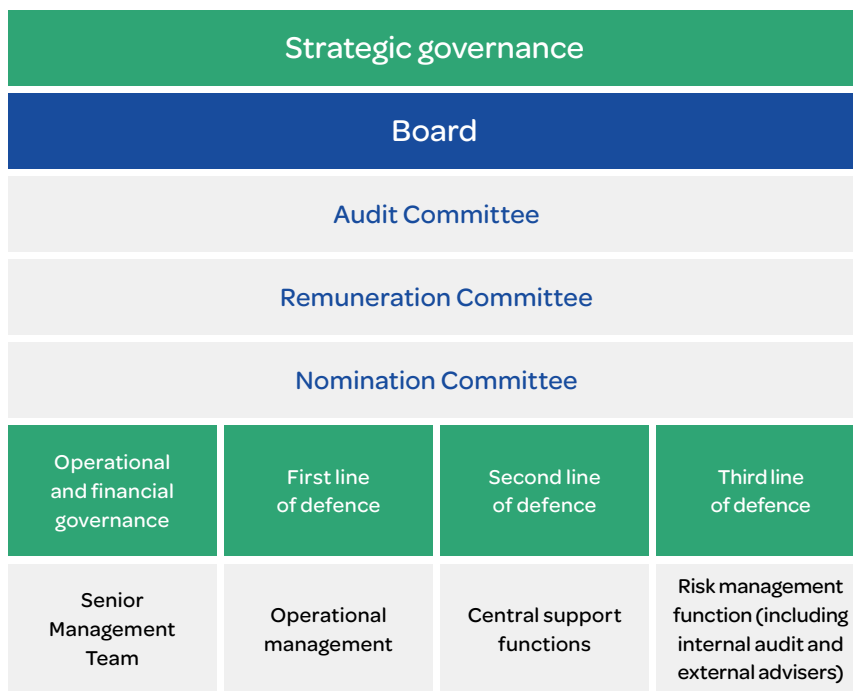 Strategic governance
Board
Audit Committee
Remuneration Committee
Nomination Committee
Operational
and financial
governance
First line
of defence
Second line
of defence
Third line
of defence
Senior
Management
Team
Operational
management
Central support
functions
Risk management
function (including
internal audit and
external advisers)